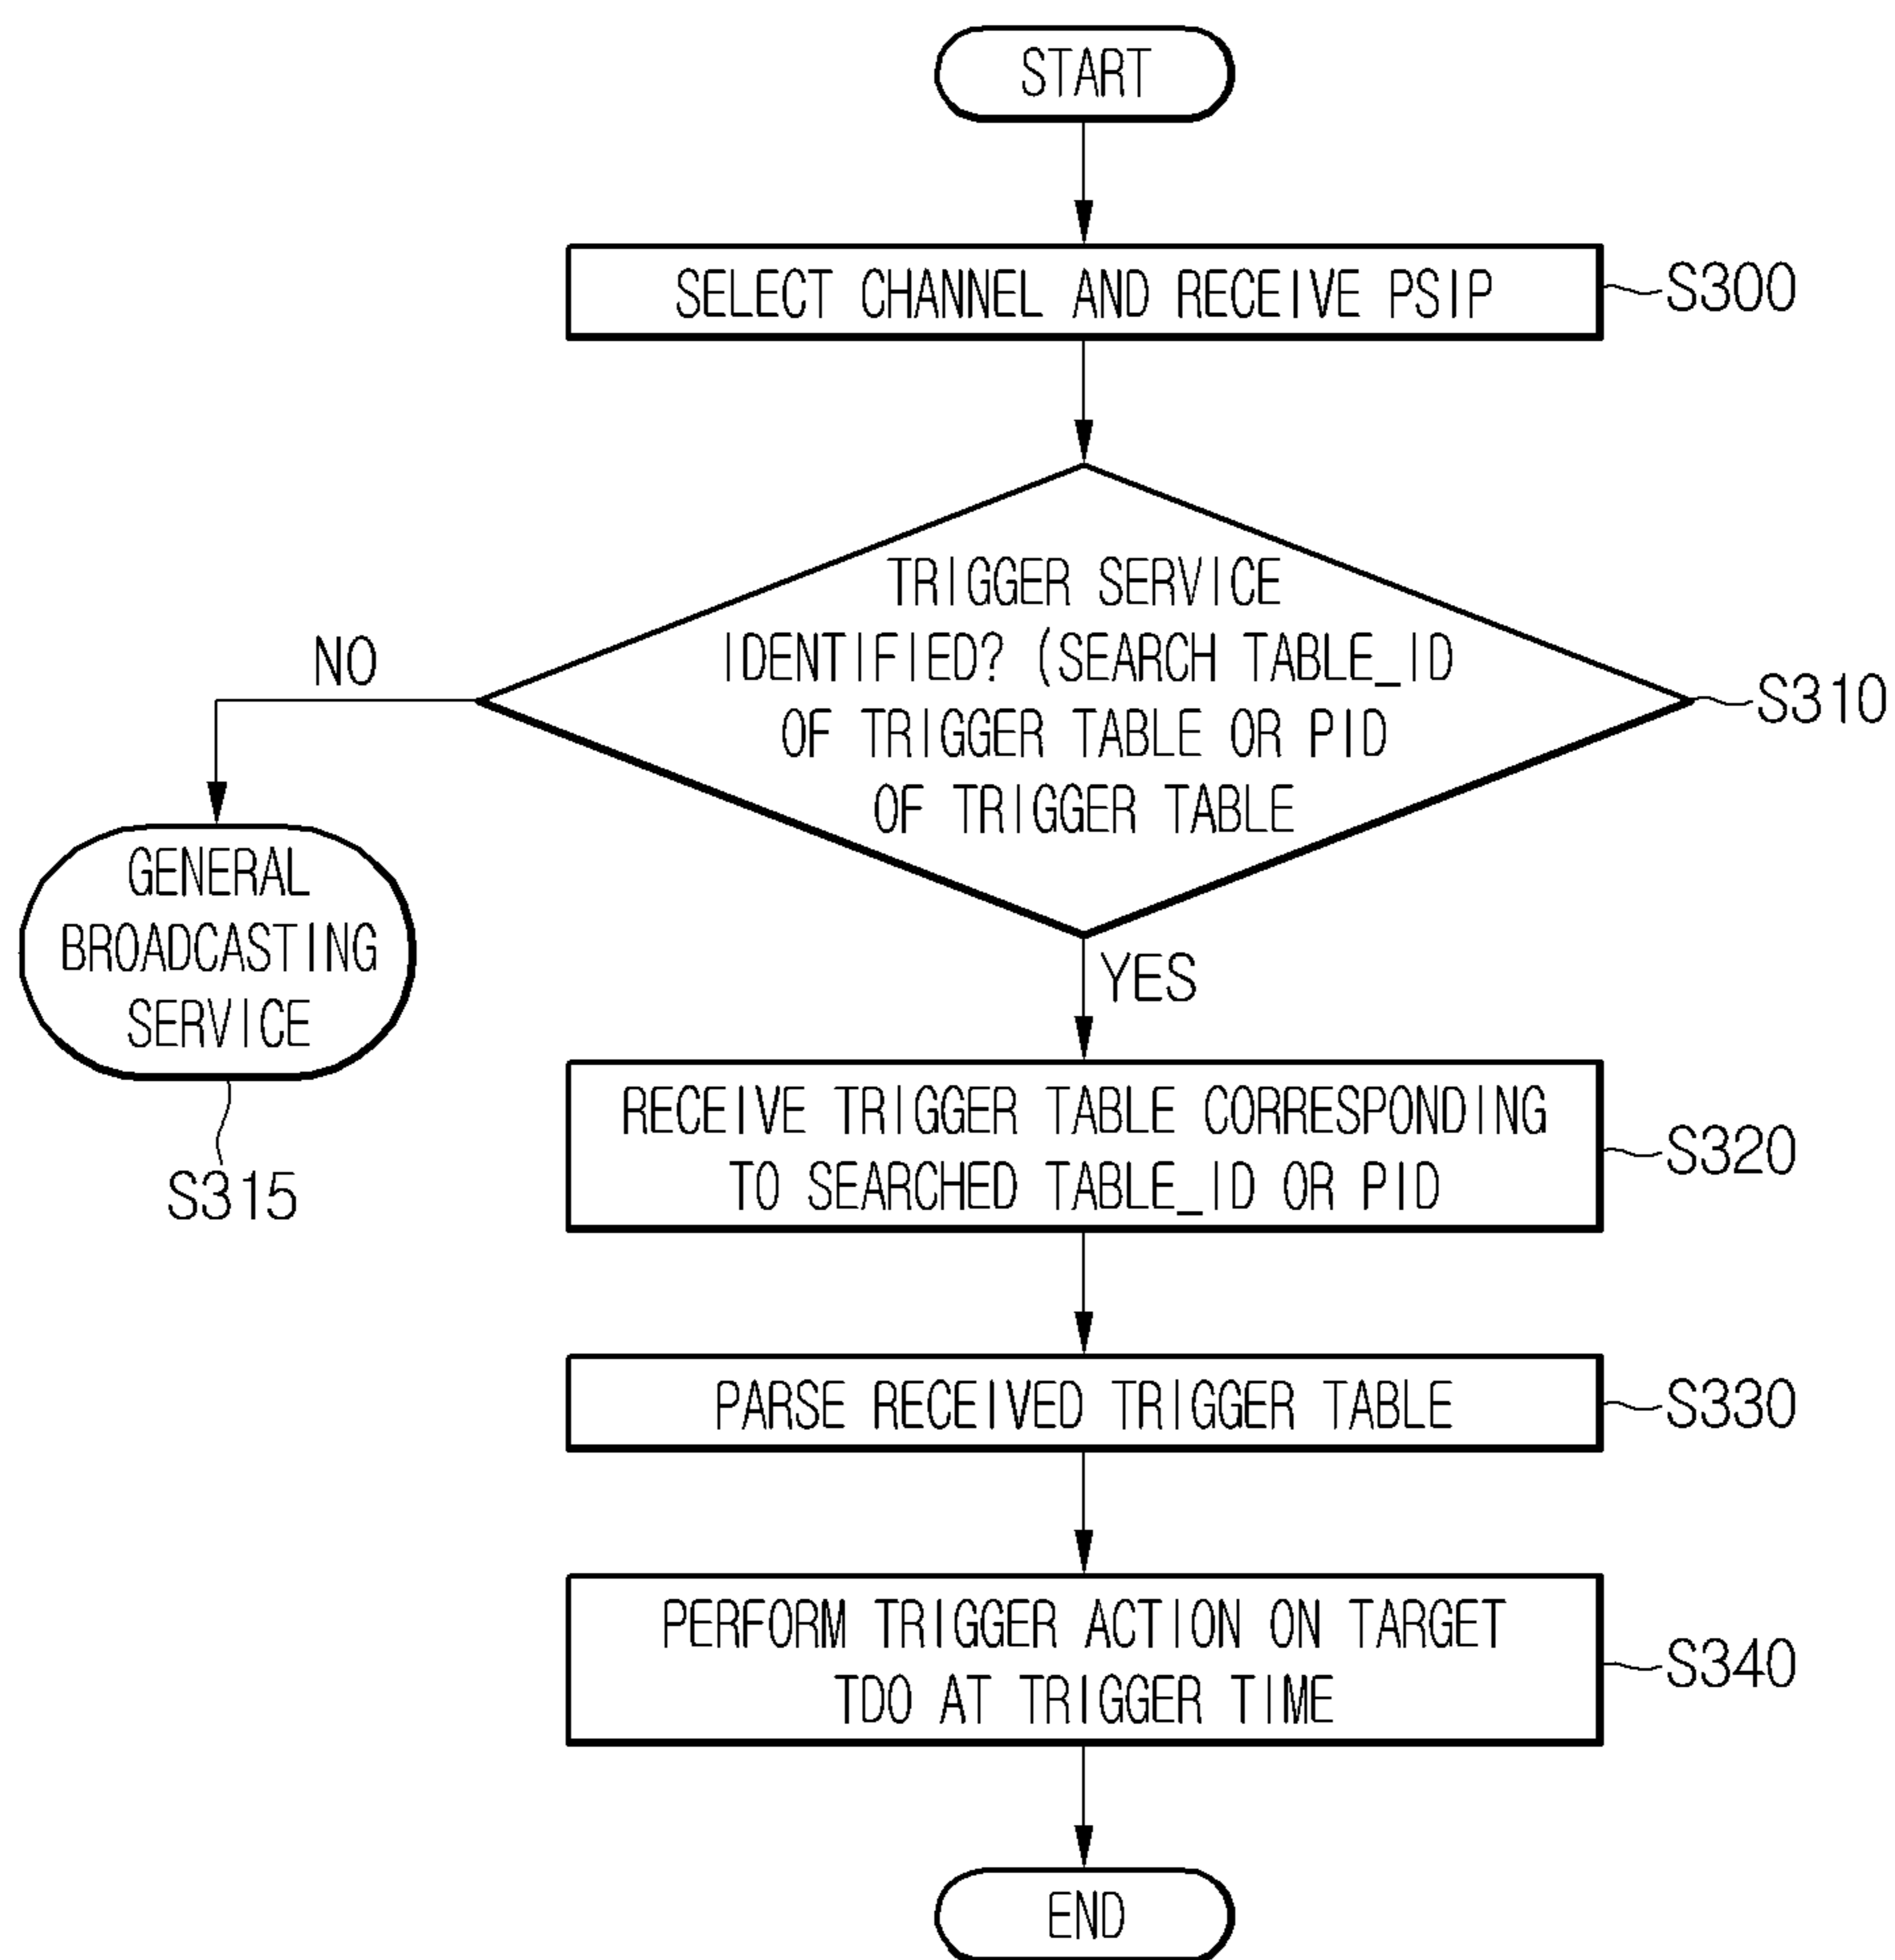 START
SELECT CHANNEL AND RECEIVE PSIP
S300
TRIGGER SERVICE
IDENTIFIED? (SEARCH TABLE_ID
OF TRIGGER TABLE OR PID
OF TRIGGER TABLE
S310
NO
GENERAL
BROADCASTING
SERVICE
S315
YES
RECEIVE TRIGGER TABLE CORRESPONDING
TO SEARCHED TABLE_ID OR PID
S320
PARSE RECEIVED TRIGGER TABLE
S330
PERFORM TRIGGER ACTION ON TARGET
TDO AT TRIGGER TIME
S340
END